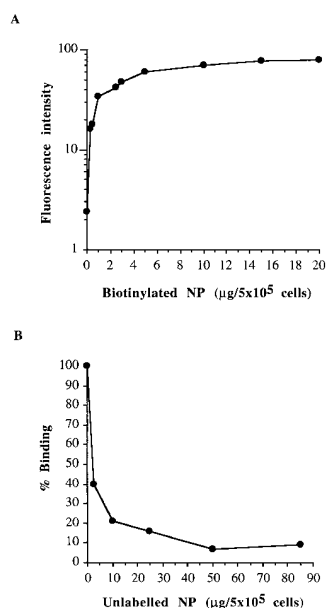 A
Fluorescence intensity
100
10
1
0 2 4 6 8 10 12 14 16 18 20
Biotinylated NP (μg/5x10⁵ cells)
B
% Binding
100
90
80
70
60
50
40
30
20
10
0
0 10 20 30 40 50 60 70 80 90
Unlabelled NP (μg/5x10⁵ cells)